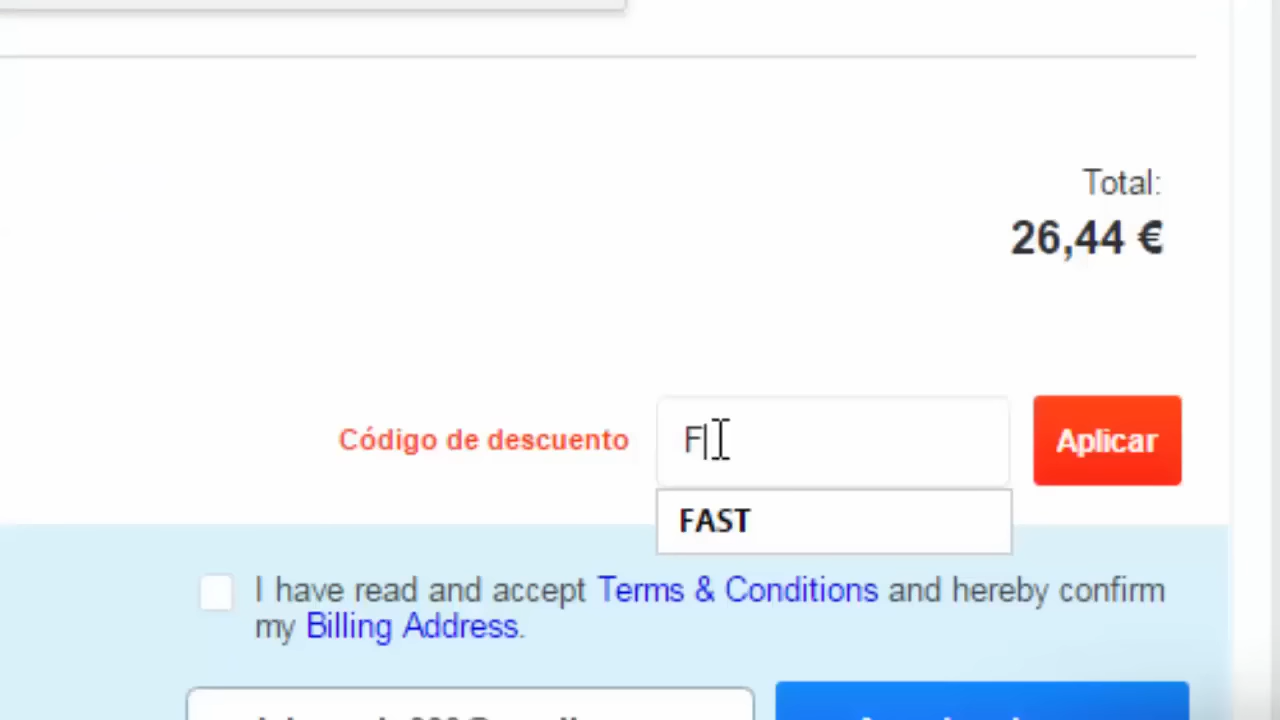 Total:
26,44 €
Código de descuento
F
Aplicar
FAST
I have read and accept Terms & Conditions and hereby confirm
my Billing Address.